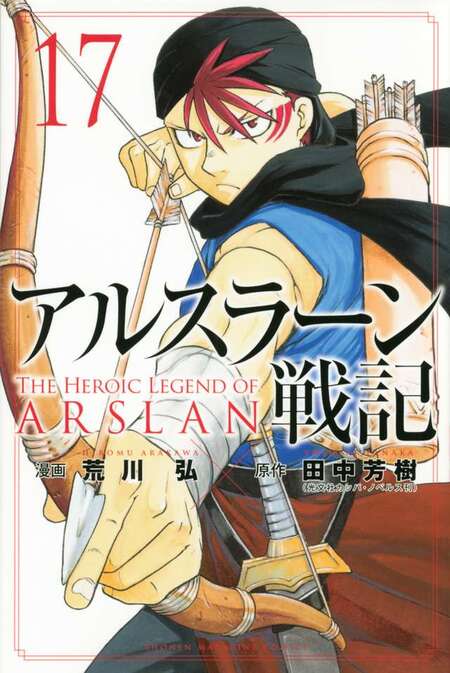 17
アルスラーン
THE HEROIC LEGEND OF
ARSLAN
戦記
HIROMU ARAKAWA
漫画 荒川弘
原作 田中芳樹
(光文社カッパ・ノベルス刊)
SHONEN MAGAZINE COMICS